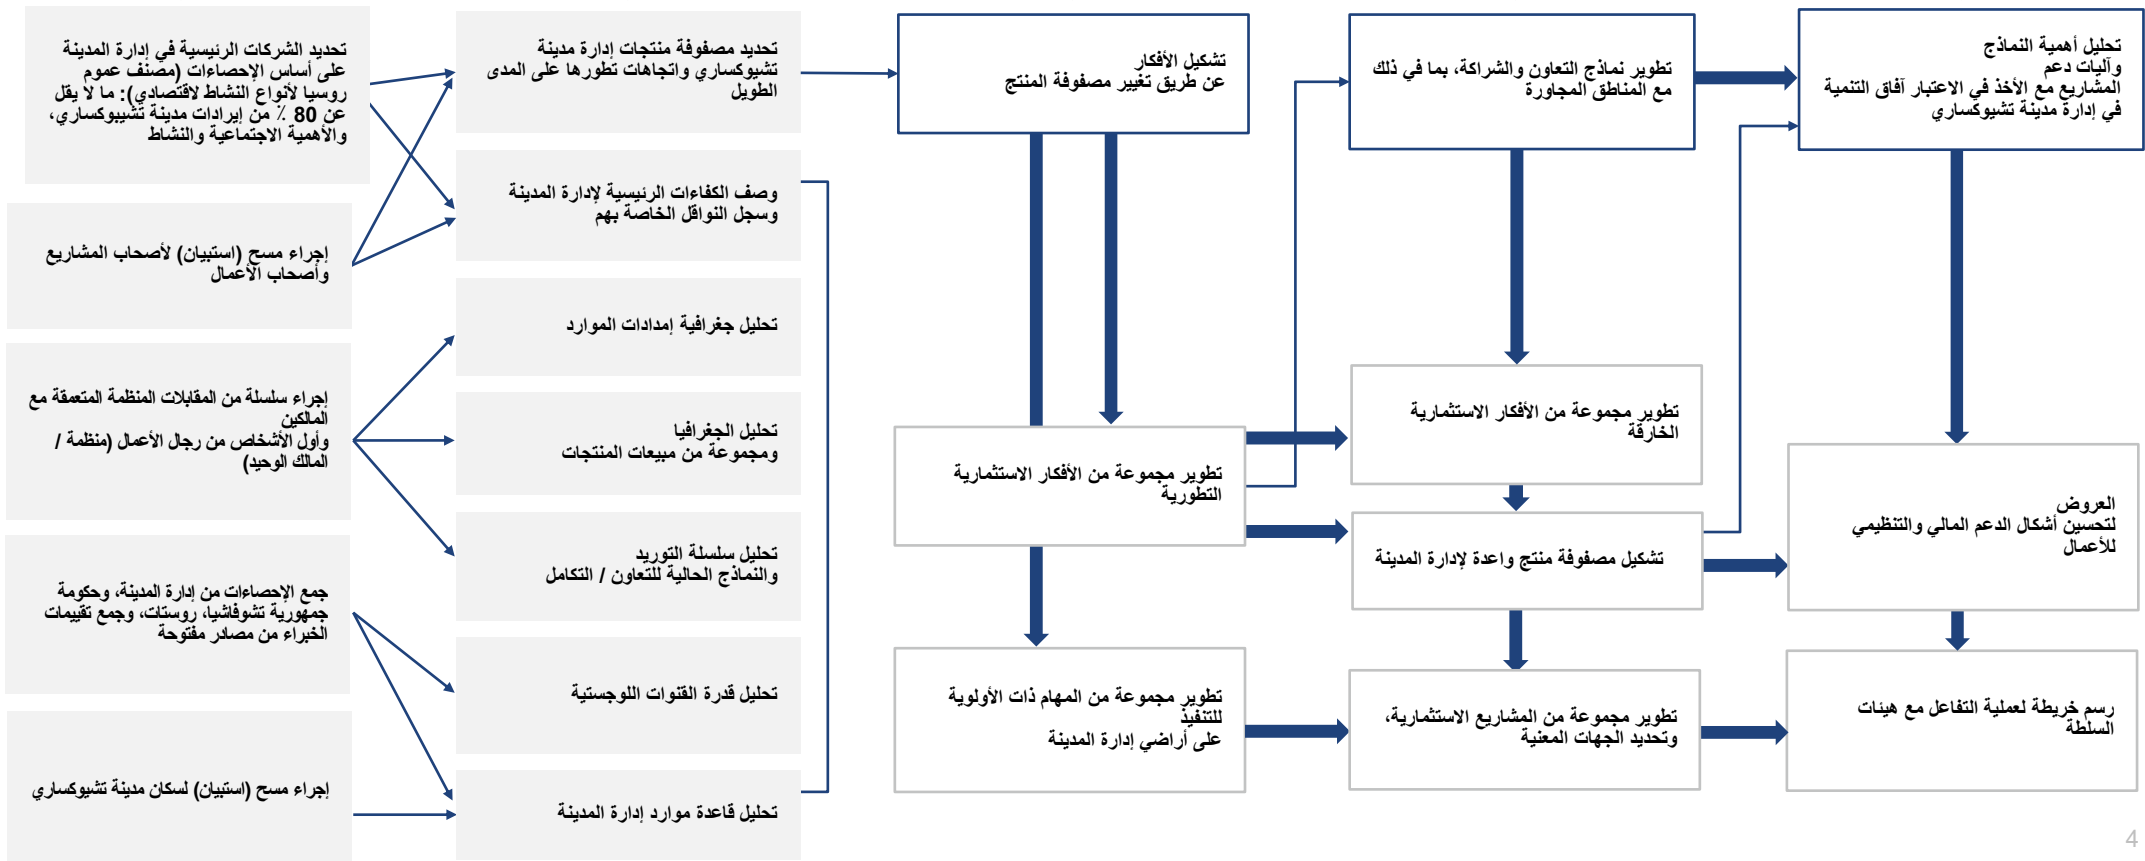 تحديد الشركات الرئيسية في إدارة المدينة
على أساس الإحصاءات (مصنف عموم
روسيا لأنواع النشاط لاقتصادي): ما لا يقل
عن 80 ٪ من إيرادات مدينة تشيبوكساري،
والأهمية الاجتماعية والنشاط
إجراء مسح (استبيان) لأصحاب المشاريع
وأصحاب الأعمال
إجراء سلسلة من المقابلات المنظمة المتعمقة مع
المالكين
وأول الأشخاص من رجال الأعمال (منظمة /
المالك الوحيد)
جمع الإحصاءات من إدارة المدينة، وحكومة
جمهورية تشوفاشيا، روستات، وجمع تقييمات
الخبراء من مصادر مفتوحة
إجراء مسح (استبيان) لسكان مدينة تشيوكساري
تحديد مصفوفة منتجات إدارة مدينة
تشيوكساري واتجاهات تطورها على المدى
الطويل
وصف الكفاءات الرئيسية لإدارة المدينة
وسجل النواقل الخاصة بهم
تحليل جغرافية إمدادات الموارد
تحليل الجغرافيا
ومجموعة من مبيعات المنتجات
تحليل سلسلة التوريد
والنماذج الحالية للتعاون / التكامل
تحليل قدرة القنوات اللوجستية
تحليل قاعدة موارد إدارة المدينة
تشكيل الأفكار
عن طريق تغيير مصفوفة المنتج
تطوير مجموعة من الأفكار الاستثمارية
التطورية
تطوير مجموعة من المهام ذات الأولوية
للتنفيذ
على أراضي إدارة المدينة
تطوير نماذج التعاون والشراكة، بما في ذلك
مع المناطق المجاورة
تطوير مجموعة من الأفكار الاستثمارية
الخارقة
تشكيل مصفوفة منتج واعدة لإدارة المدينة
تطوير مجموعة من المشاريع الاستثمارية،
وتحديد الجهات المعنية
تحليل أهمية النماذج
وآليات دعم
المشاريع مع الأخذ في الاعتبار آفاق التنمية
في إدارة مدينة تشيوكساري
العروض
لتحسين أشكال الدعم المالي والتنظيمي
للأعمال
رسم خريطة لعملية التفاعل مع هيئات
السلطة
4